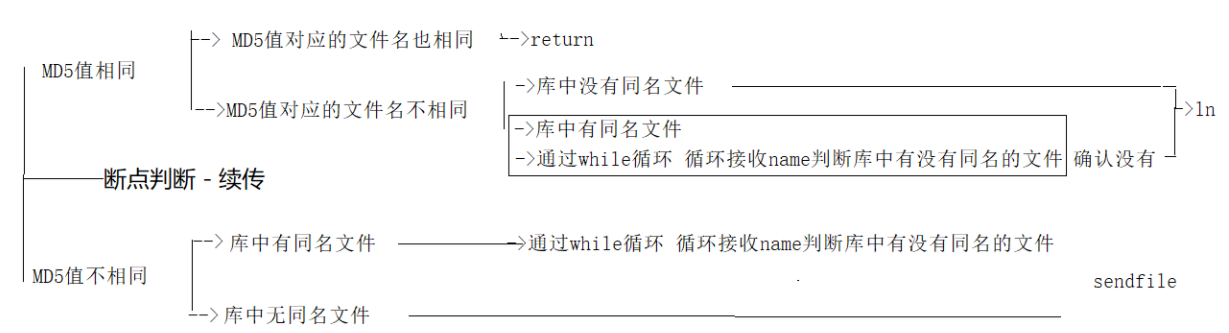 --> MD5值对应的文件名也相同 -->return
MD5值相同
->库中没有同名文件
-->MD5值对应的文件名不相同
->ln
->库中有同名文件
->通过while循环 循环接收name判断库中有没有同名的文件 确认没有
断点判断 - 续传
--> 库中有同名文件 ->通过while循环 循环接收name判断库中有没有同名的文件
MD5值不相同
sendfile
--> 库中无同名文件